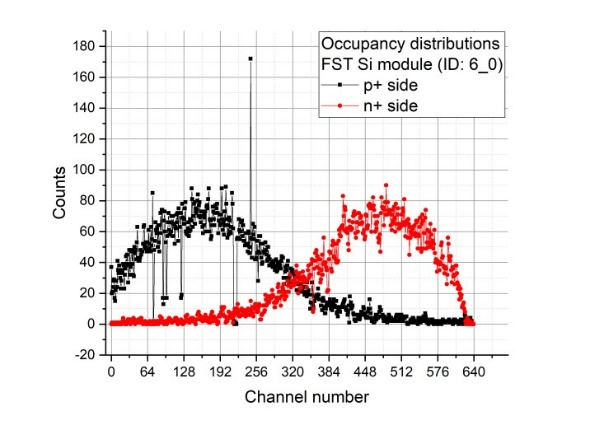 Occupancy distributions
FST Si module (ID: 6_0)
p+ side
n+ side
180
160
140
120
100
80
60
40
20
0
-20
Counts
0 64 128 192 256 320 384 448 512 576 640
Channel number